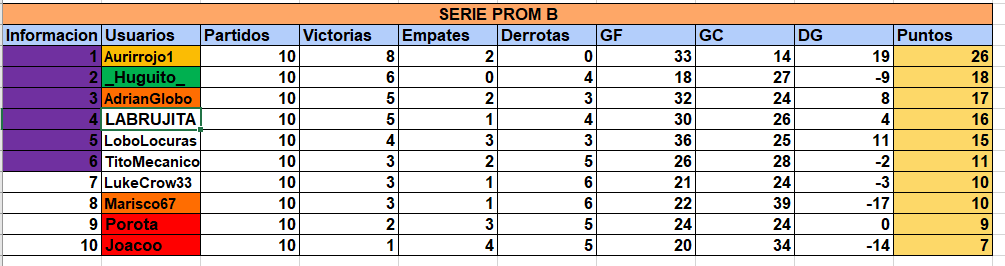 SERIE PROM B
Informacion Usuarios Partidos Victorias Empates Derrotas GF GC DG Puntos
1 Aurirrojo1 10 8 2 0 33 14 19 26
2 _Huguito_ 10 6 0 4 18 27 -9 18
3 AdrianGlobo 10 5 2 3 32 24 8 17
4 LABRUJITA 10 5 1 4 30 26 4 16
5 LoboLocuras 10 4 3 3 36 25 11 15
6 TitoMecanico 10 3 2 5 26 28 -2 11
7 LukeCrow33 10 3 1 6 21 24 -3 10
8 Marisco67 10 3 1 6 22 39 -17 10
9 Porota 10 2 3 5 24 24 0 9
10 Joacoo 10 1 4 5 20 34 -14 7